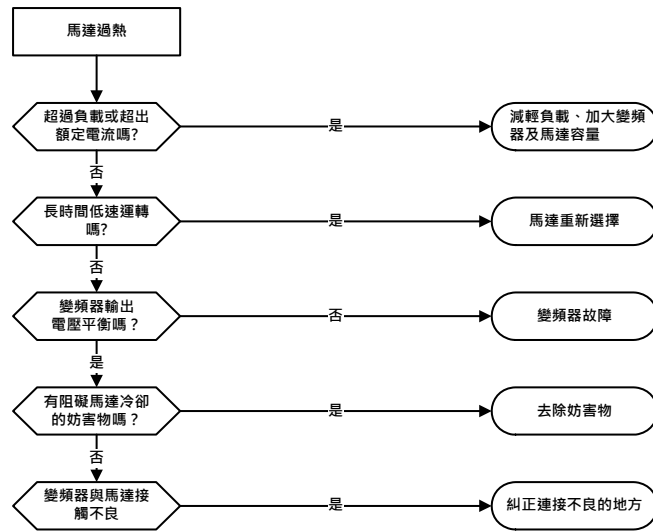 馬達過熱
超過負載或超出
額定電流嗎?
是
減輕負載、加大變頻
器及馬達容量
否
長時間低速運轉
嗎?
是
馬達重新選擇
否
變頻器輸出
電壓平衡嗎？
否
變頻器故障
是
有阻礙馬達冷卻
的妨害物嗎？
是
去除妨害物
否
變頻器與馬達接
觸不良
是
糾正連接不良的地方